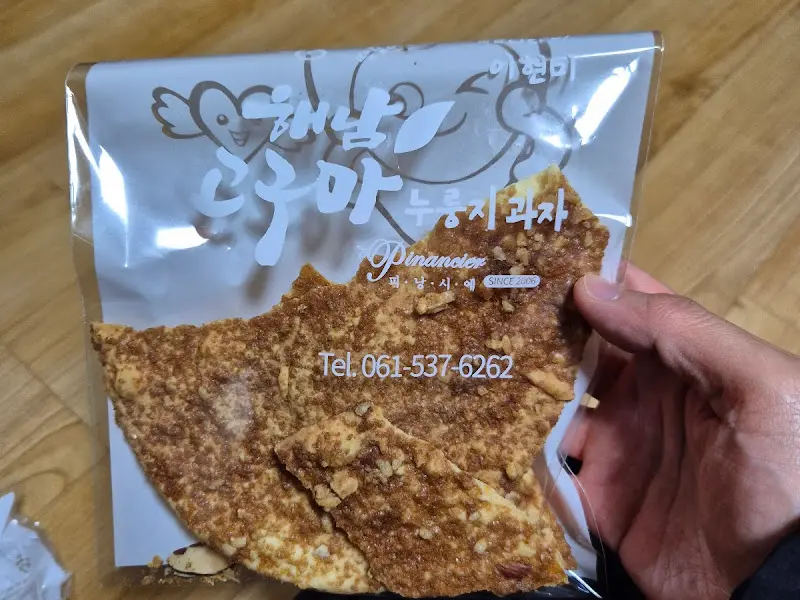 이현미
해남
고구마 누룽지 과자
Pinancier
피·낭·시·에 SINCE 2006
Tel. 061-537-6262